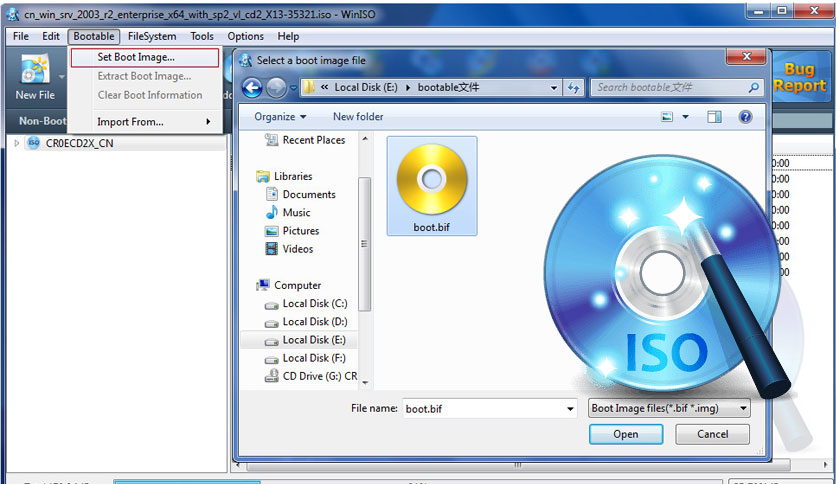 cn_win_srv_2003_r2_enterprise_x64_with_sp2_vl_cd2_X13-35321.iso - WinISO
File Edit Bootable FileSystem Tools Options Help
Set Boot Image...
Extract Boot Image...
Clear Boot Information
Import From...
New File
Bug
Report
Non-Boot
CR0ECD2X_CN
Select a boot image file
« Local Disk (E:) bootable文件
Search bootable文件
Organize New folder
Recent Places
Libraries
Documents
Music
Pictures
Videos
Computer
Local Disk (C:)
Local Disk (D:)
Local Disk (E:)
Local Disk (F:)
CD Drive (G:) CR
boot.bif
ISO
0:00
0:00
0:00
0:00
0:00
0:00
0:00
0:00
File name: boot.bif
Boot Image files(*.bif *.img)
Open Cancel